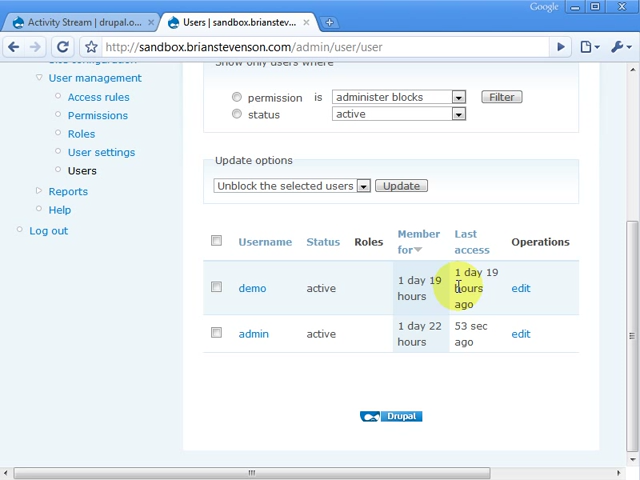 Google
Activity Stream | drupal.o...
Users | sandbox.brianstev...
http://sandbox.brianstevenson.com/admin/user/user
User management
Access rules
Permissions
Roles
User settings
Users
Reports
Help
Log out
Show only users where
permission is administer blocks Filter
status active
Update options
Unblock the selected users Update
Username Status Roles Member for Last access Operations
demo active 1 day 19 hours 1 day 19 hours ago edit
admin active 1 day 22 hours 53 sec ago edit
Drupal